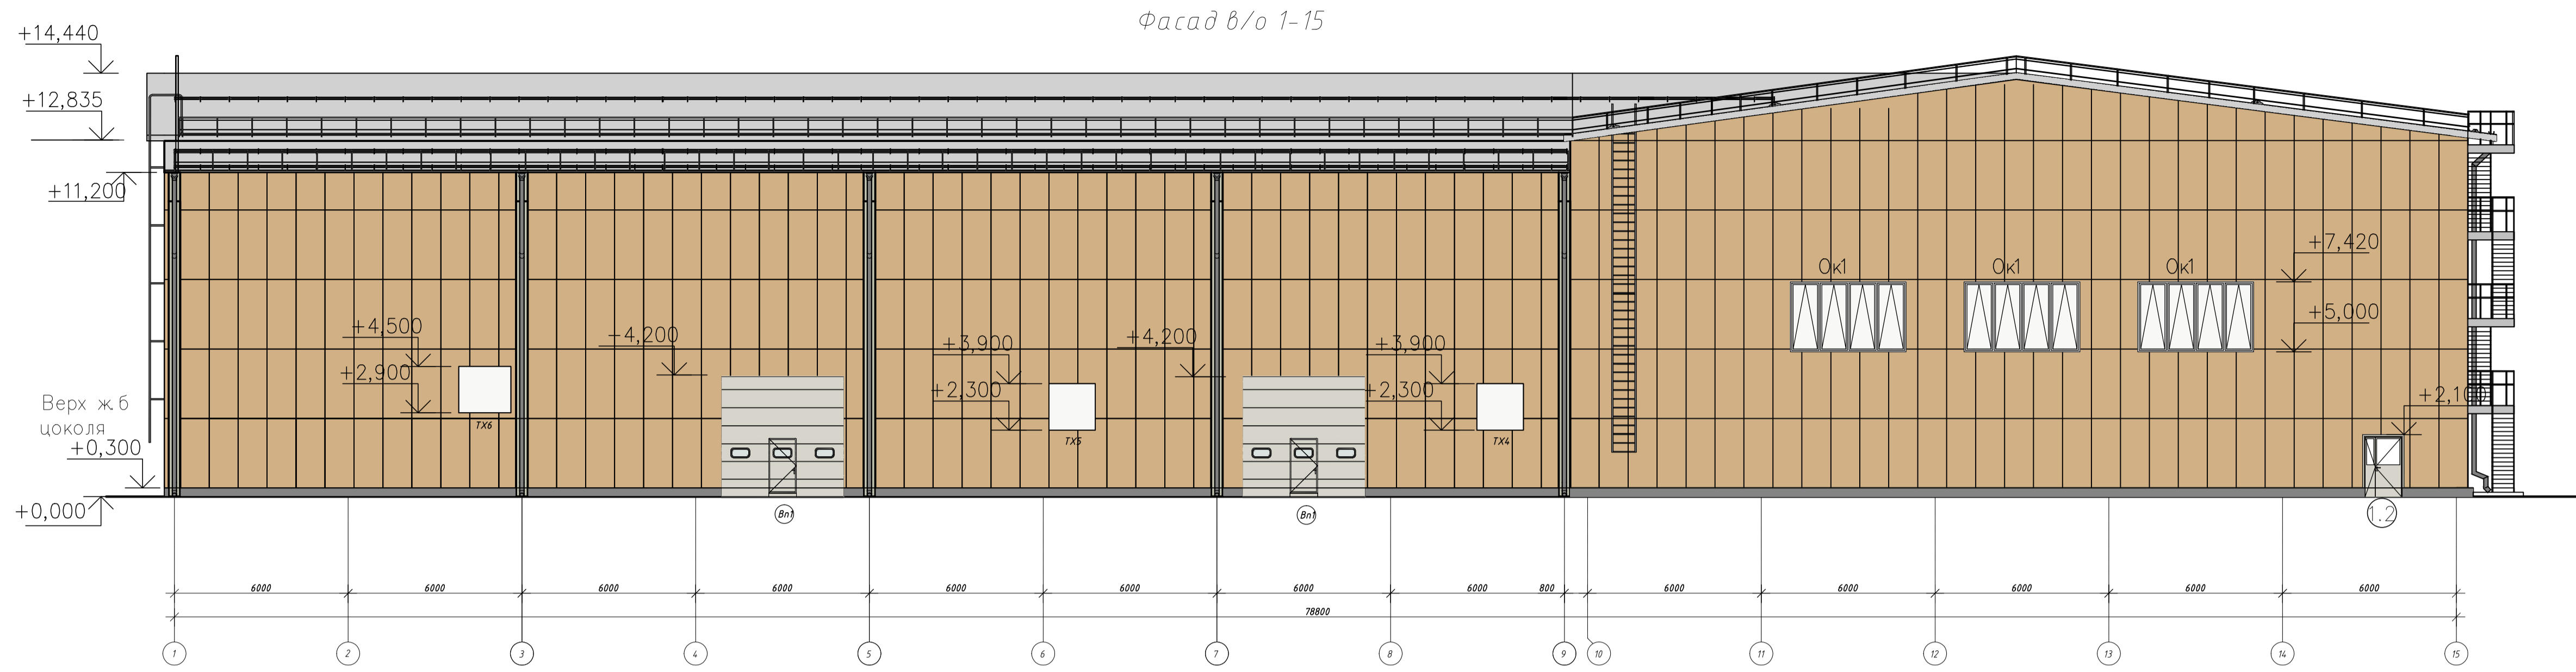 Фасад в/о 1-15
+14,440
+12,835
+11,200
+7,420
Ок1
Ок1
Ок1
+5,000
+4,500
+4,200
+3,900
+4,200
+3,900
+2,900
+2,300
+2,300
+2,100
Верх ж.б
цоколя
ТХ6
ТХ5
ТХ4
+0,300
+0,000
Вп1
Вп1
1.2
6000 6000 6000 6000 6000 6000 6000 6000 800 6000 6000 6000 6000 6000
78800
1 2 3 4 5 6 7 8 9 10 11 12 13 14 15